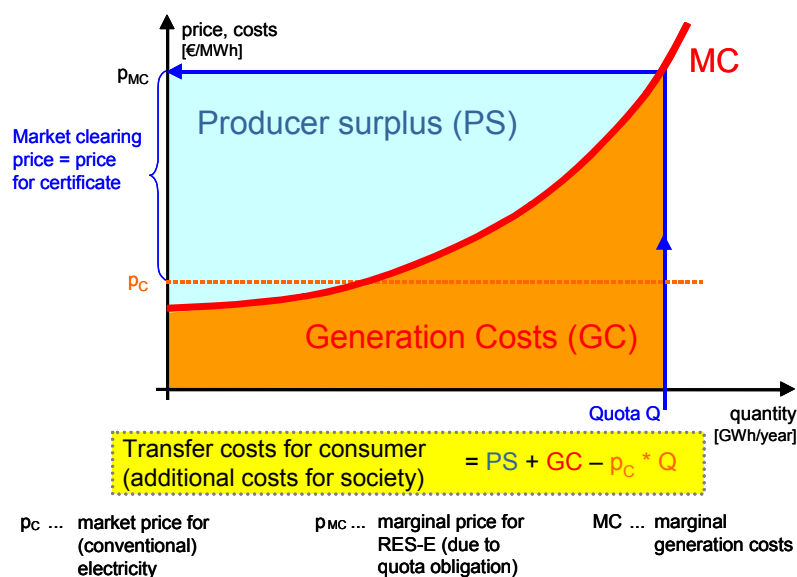 price, costs
[€/MWh]
pMC
MC
Producer surplus (PS)
Market clearing
price = price
for certificate
pC
Generation Costs (GC)
Quota Q
quantity
[GWh/year]
Transfer costs for consumer
(additional costs for society)
= PS + GC – pC * Q
pC ... market price for
(conventional)
electricity
pMC ... marginal price for
RES-E (due to
quota obligation)
MC ... marginal
generation costs